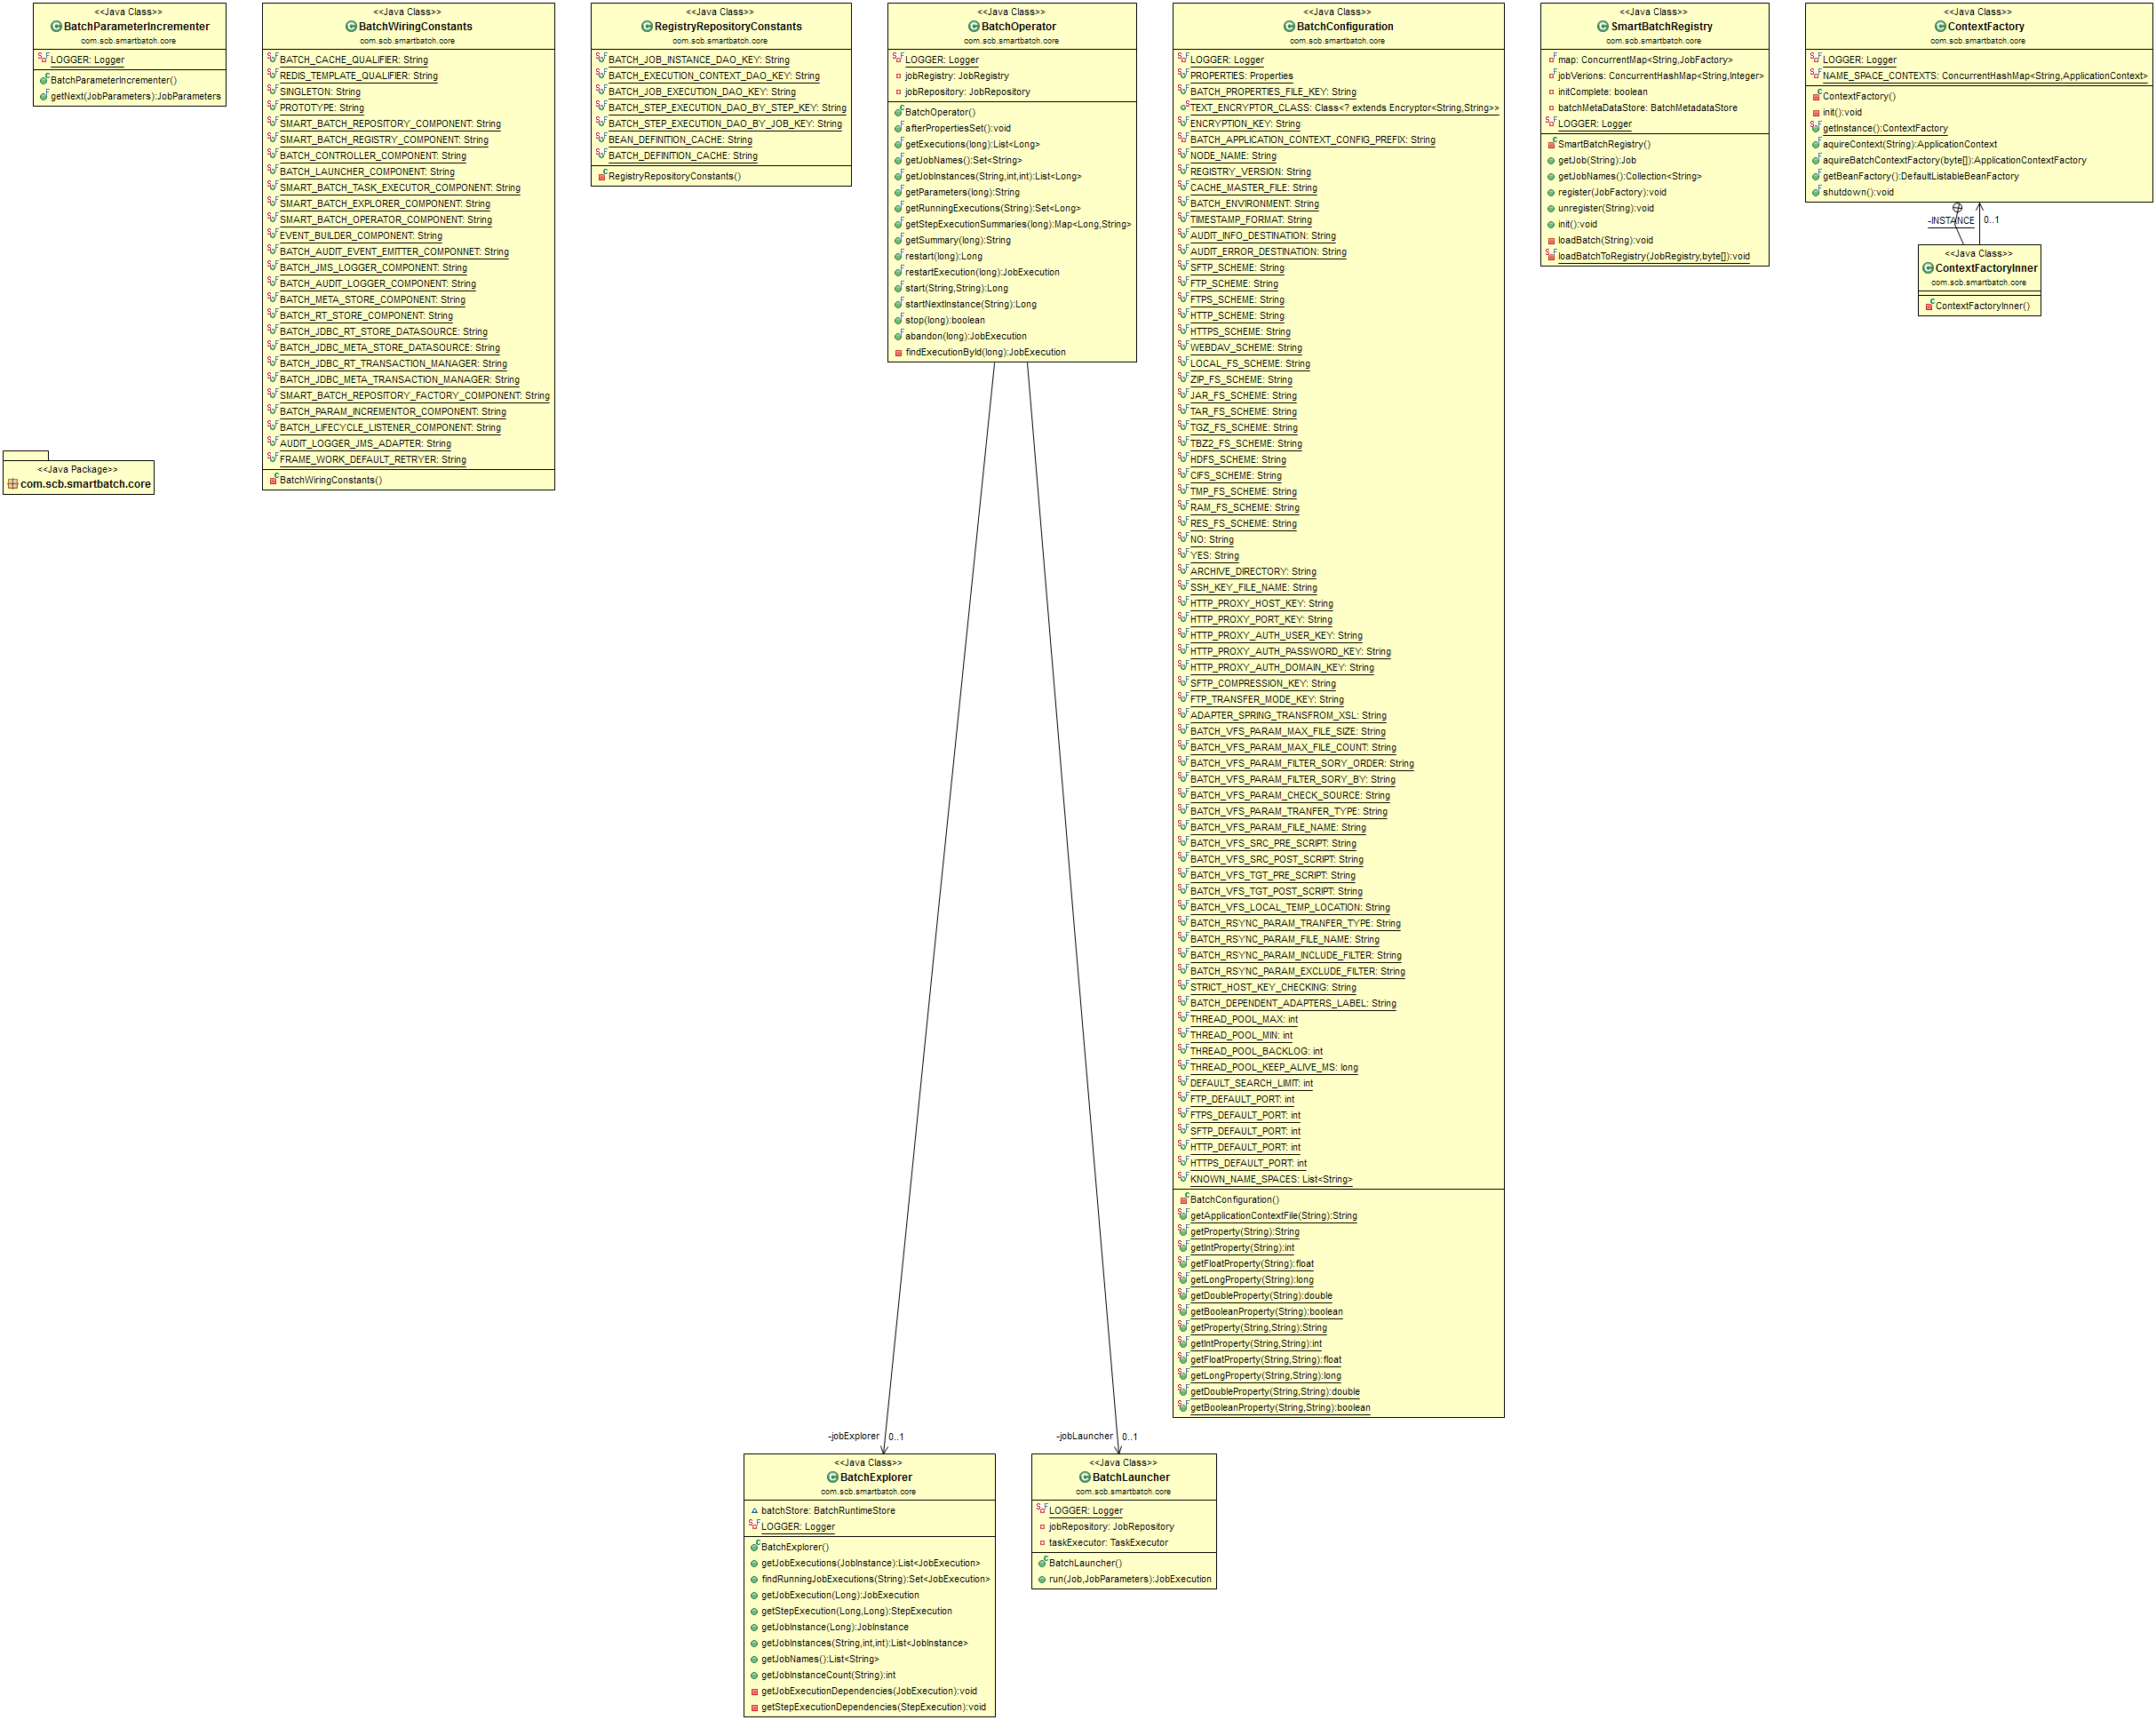 <<Java Class>>
BatchParameterIncrementer
com.scb.smartbatch.core
LOGGER: Logger
BatchParameterIncrementer()
getNext(JobParameters):JobParameters
<<Java Class>>
BatchWiringConstants
com.scb.smartbatch.core
BATCH_CACHE_QUALIFIER: String
REDIS_TEMPLATE_QUALIFIER: String
SINGLETON: String
PROTOTYPE: String
SMART_BATCH_REPOSITORY_COMPONENT: String
SMART_BATCH_REGISTRY_COMPONENT: String
BATCH_CONTROLLER_COMPONENT: String
BATCH_LAUNCHER_COMPONENT: String
SMART_BATCH_TASK_EXECUTOR_COMPONENT: String
SMART_BATCH_EXPLORER_COMPONENT: String
SMART_BATCH_OPERATOR_COMPONENT: String
EVENT_BUILDER_COMPONENT: String
BATCH_AUDIT_EVENT_EMITTER_COMPONNET: String
BATCH_JMS_LOGGER_COMPONENT: String
BATCH_AUDIT_LOGGER_COMPONENT: String
BATCH_META_STORE_COMPONENT: String
BATCH_RT_STORE_COMPONENT: String
BATCH_JDBC_RT_STORE_DATASOURCE: String
BATCH_JDBC_META_STORE_DATASOURCE: String
BATCH_JDBC_RT_TRANSACTION_MANAGER: String
BATCH_JDBC_META_TRANSACTION_MANAGER: String
SMART_BATCH_REPOSITORY_FACTORY_COMPONENT: String
BATCH_PARAM_INCREMENTOR_COMPONENT: String
BATCH_LIFECYCLE_LISTENER_COMPONENT: String
AUDIT_LOGGER_JMS_ADAPTER: String
FRAME_WORK_DEFAULT_RETRYER: String
BatchWiringConstants()
<<Java Class>>
RegistryRepositoryConstants
com.scb.smartbatch.core
BATCH_JOB_INSTANCE_DAO_KEY: String
BATCH_EXECUTION_CONTEXT_DAO_KEY: String
BATCH_JOB_EXECUTION_DAO_KEY: String
BATCH_STEP_EXECUTION_DAO_BY_STEP_KEY: String
BATCH_STEP_EXECUTION_DAO_BY_JOB_KEY: String
BEAN_DEFINITION_CACHE: String
BATCH_DEFINITION_CACHE: String
RegistryRepositoryConstants()
<<Java Class>>
BatchOperator
com.scb.smartbatch.core
LOGGER: Logger
jobRegistry: JobRegistry
jobRepository: JobRepository
BatchOperator()
afterPropertiesSet():void
getExecutions(long):List<Long>
getJobNames():Set<String>
getJobInstances(String,int,int):List<Long>
getParameters(long):String
getRunningExecutions(String):Set<Long>
getStepExecutionSummaries(long):Map<Long,String>
getSummary(long):String
restart(long):Long
restartExecution(long):JobExecution
start(String,String):Long
startNextInstance(String):Long
stop(long):boolean
abandon(long):JobExecution
findExecutionById(long):JobExecution
<<Java Class>>
BatchConfiguration
com.scb.smartbatch.core
LOGGER: Logger
PROPERTIES: Properties
BATCH_PROPERTIES_FILE_KEY: String
TEXT_ENCRYPTOR_CLASS: Class<? extends Encryptor<String,String>>
ENCRYPTION_KEY: String
BATCH_APPLICATION_CONTEXT_CONFIG_PREFIX: String
NODE_NAME: String
REGISTRY_VERSION: String
CACHE_MASTER_FILE: String
BATCH_ENVIRONMENT: String
TIMESTAMP_FORMAT: String
AUDIT_INFO_DESTINATION: String
AUDIT_ERROR_DESTINATION: String
SFTP_SCHEME: String
FTP_SCHEME: String
FTPS_SCHEME: String
HTTP_SCHEME: String
HTTPS_SCHEME: String
WEBDAV_SCHEME: String
LOCAL_FS_SCHEME: String
ZIP_FS_SCHEME: String
JAR_FS_SCHEME: String
TAR_FS_SCHEME: String
TGZ_FS_SCHEME: String
TBZ2_FS_SCHEME: String
HDFS_SCHEME: String
CIFS_SCHEME: String
TMP_FS_SCHEME: String
RAM_FS_SCHEME: String
RES_FS_SCHEME: String
NO: String
YES: String
ARCHIVE_DIRECTORY: String
SSH_KEY_FILE_NAME: String
HTTP_PROXY_HOST_KEY: String
HTTP_PROXY_PORT_KEY: String
HTTP_PROXY_AUTH_USER_KEY: String
HTTP_PROXY_AUTH_PASSWORD_KEY: String
HTTP_PROXY_AUTH_DOMAIN_KEY: String
SFTP_COMPRESSION_KEY: String
FTP_TRANSFER_MODE_KEY: String
ADAPTER_SPRING_TRANSFROM_XSL: String
BATCH_VFS_PARAM_MAX_FILE_SIZE: String
BATCH_VFS_PARAM_MAX_FILE_COUNT: String
BATCH_VFS_PARAM_FILTER_SORY_ORDER: String
BATCH_VFS_PARAM_FILTER_SORY_BY: String
BATCH_VFS_PARAM_CHECK_SOURCE: String
BATCH_VFS_PARAM_TRANFER_TYPE: String
BATCH_VFS_PARAM_FILE_NAME: String
BATCH_VFS_SRC_PRE_SCRIPT: String
BATCH_VFS_SRC_POST_SCRIPT: String
BATCH_VFS_TGT_PRE_SCRIPT: String
BATCH_VFS_TGT_POST_SCRIPT: String
BATCH_VFS_LOCAL_TEMP_LOCATION: String
BATCH_RSYNC_PARAM_TRANFER_TYPE: String
BATCH_RSYNC_PARAM_FILE_NAME: String
BATCH_RSYNC_PARAM_INCLUDE_FILTER: String
BATCH_RSYNC_PARAM_EXCLUDE_FILTER: String
STRICT_HOST_KEY_CHECKING: String
BATCH_DEPENDENT_ADAPTERS_LABEL: String
THREAD_POOL_MAX: int
THREAD_POOL_MIN: int
THREAD_POOL_BACKLOG: int
THREAD_POOL_KEEP_ALIVE_MS: long
DEFAULT_SEARCH_LIMIT: int
FTP_DEFAULT_PORT: int
FTPS_DEFAULT_PORT: int
SFTP_DEFAULT_PORT: int
HTTP_DEFAULT_PORT: int
HTTPS_DEFAULT_PORT: int
KNOWN_NAME_SPACES: List<String>
BatchConfiguration()
getApplicationContextFile(String):String
getProperty(String):String
getIntProperty(String):int
getFloatProperty(String):float
getLongProperty(String):long
getDoubleProperty(String):double
getBooleanProperty(String):boolean
getProperty(String,String):String
getIntProperty(String,String):int
getFloatProperty(String,String):float
getLongProperty(String,String):long
getDoubleProperty(String,String):double
getBooleanProperty(String,String):boolean
<<Java Class>>
SmartBatchRegistry
com.scb.smartbatch.core
map: ConcurrentMap<String,JobFactory>
jobVerions: ConcurrentHashMap<String,Integer>
initComplete: boolean
batchMetaDataStore: BatchMetadataStore
LOGGER: Logger
SmartBatchRegistry()
getJob(String):Job
getJobNames():Collection<String>
register(JobFactory):void
unregister(String):void
init():void
loadBatch(String):void
loadBatchToRegistry(JobRegistry,byte[]):void
<<Java Class>>
ContextFactory
com.scb.smartbatch.core
LOGGER: Logger
NAME_SPACE_CONTEXTS: ConcurrentHashMap<String,ApplicationContext>
ContextFactory()
init():void
getInstance():ContextFactory
aquireContext(String):ApplicationContext
aquireBatchContextFactory(byte[]):ApplicationContextFactory
getBeanFactory():DefaultListableBeanFactory
shutdown():void
-INSTANCE
0..1
<<Java Class>>
ContextFactoryInner
com.scb.smartbatch.core
ContextFactoryInner()
<<Java Package>>
com.scb.smartbatch.core
-jobExplorer
0..1
-jobLauncher
0..1
<<Java Class>>
BatchExplorer
com.scb.smartbatch.core
batchStore: BatchRuntimeStore
LOGGER: Logger
BatchExplorer()
getJobExecutions(JobInstance):List<JobExecution>
findRunningJobExecutions(String):Set<JobExecution>
getJobExecution(Long):JobExecution
getStepExecution(Long,Long):StepExecution
getJobInstance(Long):JobInstance
getJobInstances(String,int,int):List<JobInstance>
getJobNames():List<String>
getJobInstanceCount(String):int
getJobExecutionDependencies(JobExecution):void
getStepExecutionDependencies(StepExecution):void
<<Java Class>>
BatchLauncher
com.scb.smartbatch.core
LOGGER: Logger
jobRepository: JobRepository
taskExecutor: TaskExecutor
BatchLauncher()
run(Job,JobParameters):JobExecution